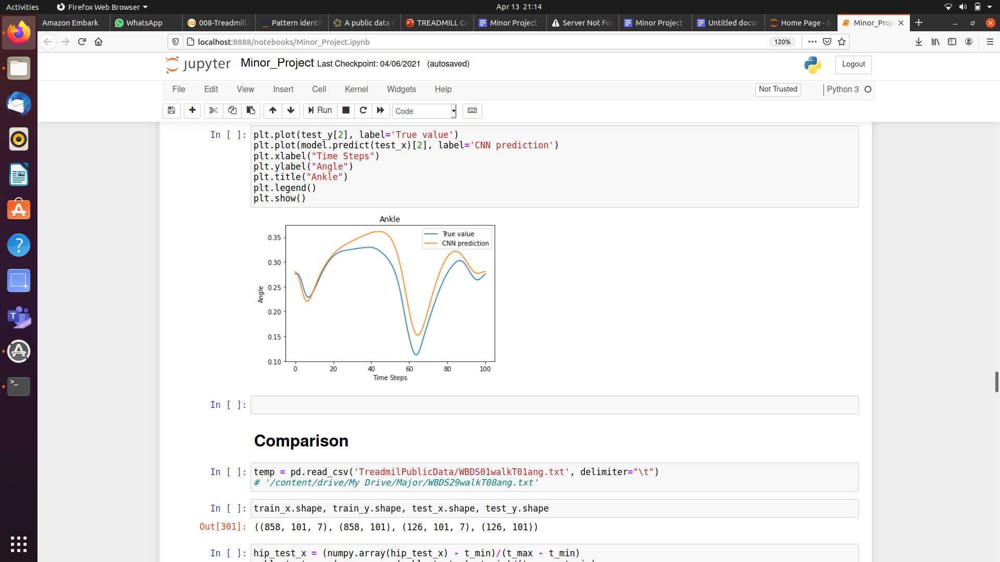 Activities
Firefox Web Browser
Apr 13 21:14
Amazon Embark
WhatsApp
008-Treadmill.
Pattern identif
A public data s
TREADMILL GA
Minor Project
Server Not Fou
Minor Project
Untitled docum
Home Page - S
Minor_Proje
localhost:8888/notebooks/Minor_Project.ipynb
120%
jupyter
Minor_Project Last Checkpoint: 04/06/2021 (autosaved)
Logout
File Edit View Insert Cell Kernel Widgets Help
Not Trusted
Python 3
Run
Code
In [ ]:
plt.plot(test_y[2], label='True value')
plt.plot(model.predict(test_x)[2], label='CNN prediction')
plt.xlabel("Time Steps")
plt.ylabel("Angle")
plt.title("Ankle")
plt.legend()
plt.show()
Ankle
True value
CNN prediction
0.35
0.30
0.25
0.20
0.15
0.10
Angle
0 20 40 60 80 100
Time Steps
In [ ]:
Comparison
In [ ]:
temp = pd.read_csv('TreadmilPublicData/WBDS01walkT01ang.txt', delimiter="\t")
# '/content/drive/My Drive/Major/WBDS29walkT08ang.txt'
In [ ]:
train_x.shape, train_y.shape, test_x.shape, test_y.shape
Out[301]:
((858, 101, 7), (858, 101), (126, 101, 7), (126, 101))
In [ ]:
hip_test_x = (numpy.array(hip_test_x) - t_min)/(t_max - t_min)